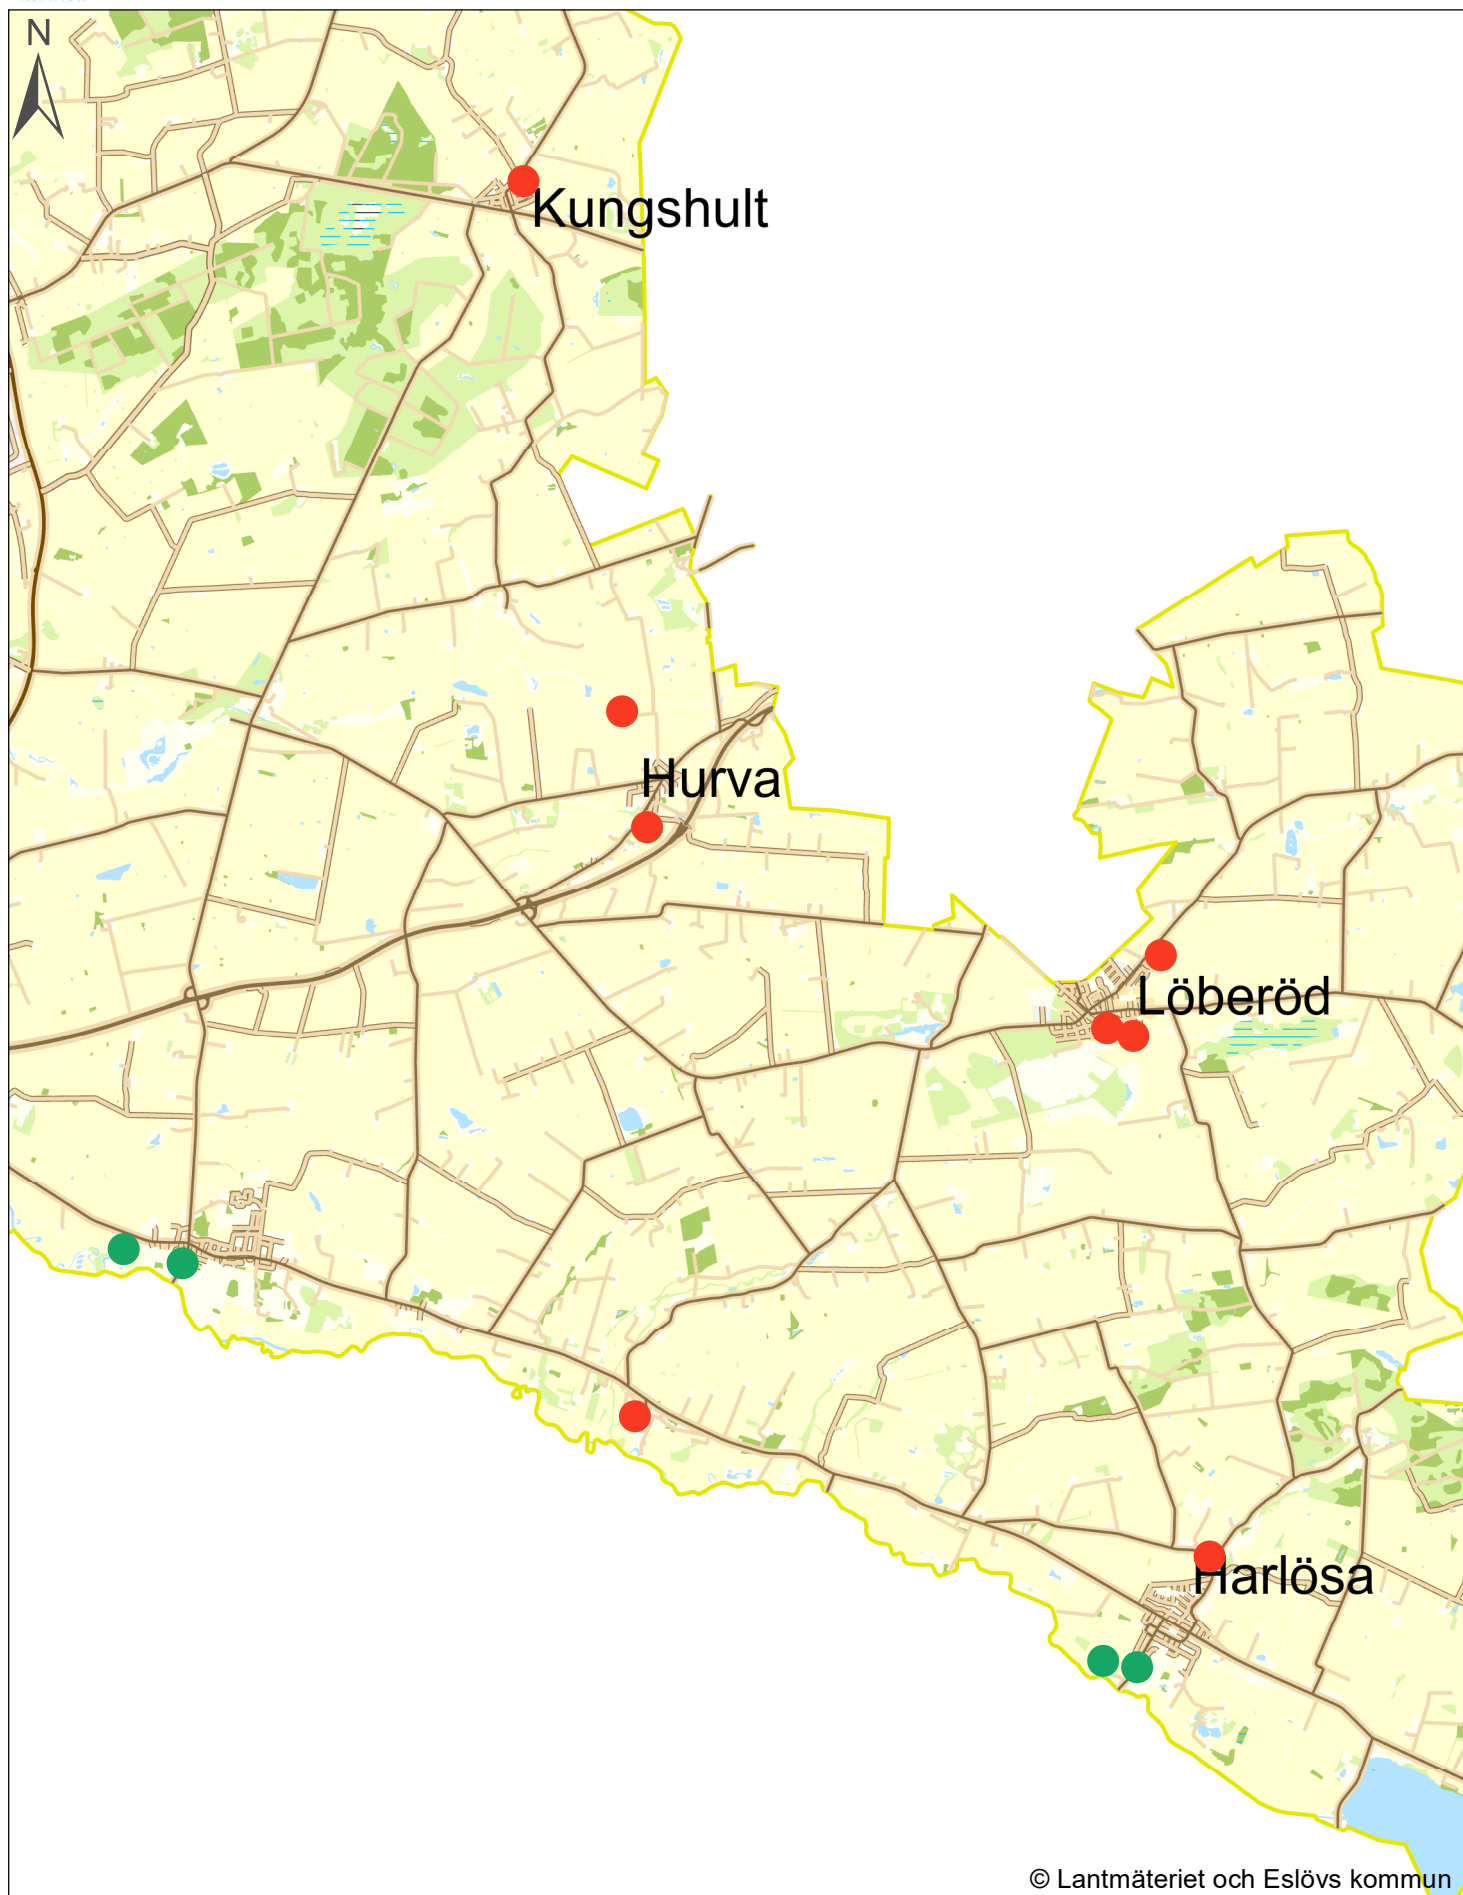 N
Kungshult
Hurva
Löberöd
Harlösa
© Lantmäteriet och Eslövs kommun